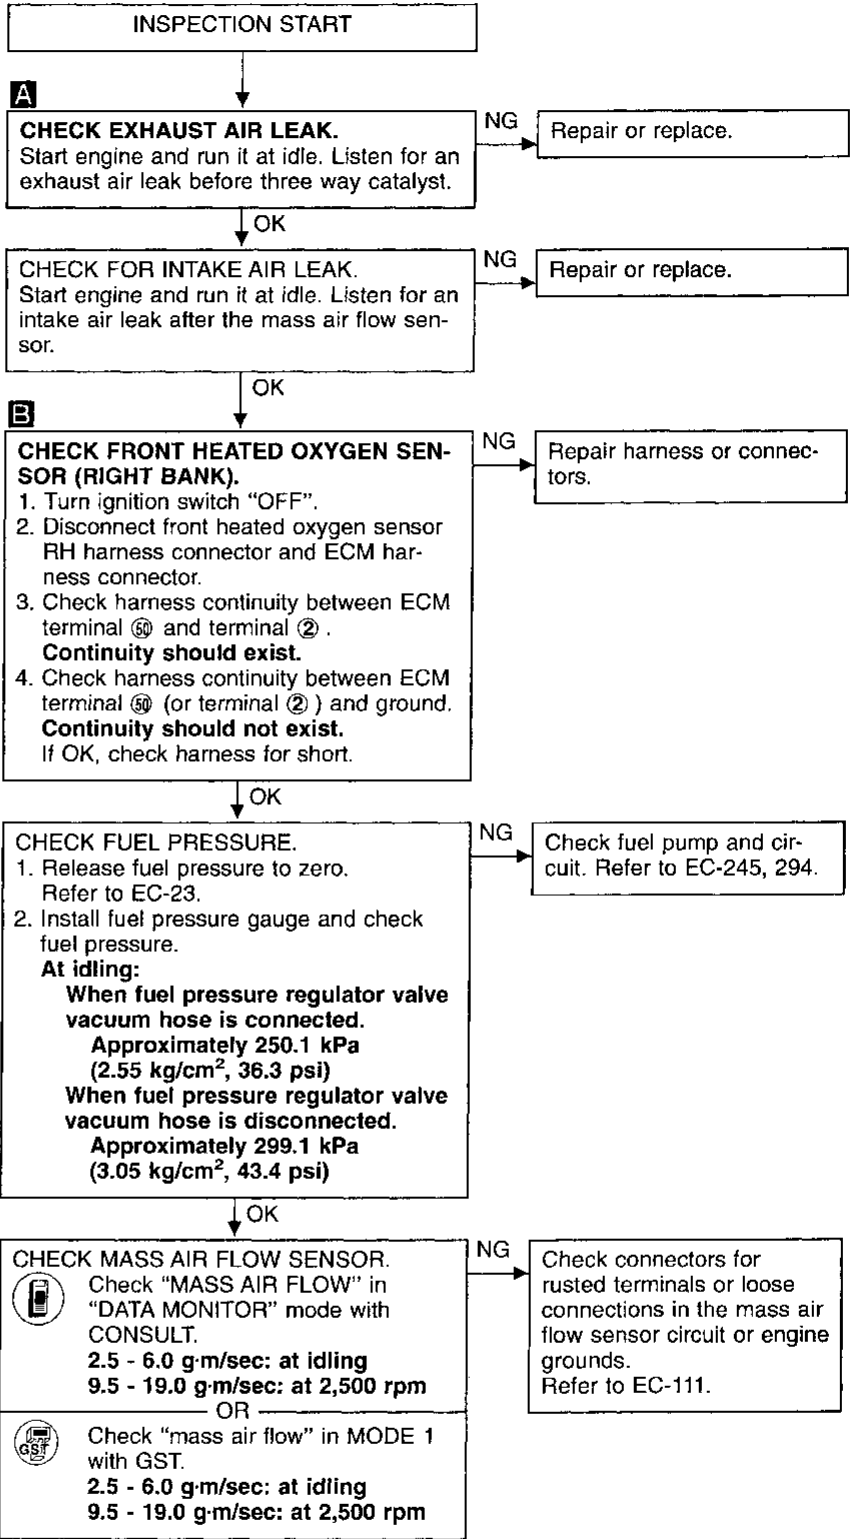 INSPECTION START
A
CHECK EXHAUST AIR LEAK.
Start engine and run it at idle. Listen for an
exhaust air leak before three way catalyst.
NG
Repair or replace.
OK
CHECK FOR INTAKE AIR LEAK.
Start engine and run it at idle. Listen for an
intake air leak after the mass air flow sen-
sor.
NG
Repair or replace.
OK
B
CHECK FRONT HEATED OXYGEN SEN-
SOR (RIGHT BANK).
1. Turn ignition switch "OFF".
2. Disconnect front heated oxygen sensor
RH harness connector and ECM har-
ness connector.
3. Check harness continuity between ECM
terminal ㊿ and terminal ②.
Continuity should exist.
4. Check harness continuity between ECM
terminal ㊿ (or terminal ②) and ground.
Continuity should not exist.
If OK, check harness for short.
NG
Repair harness or connec-
tors.
OK
CHECK FUEL PRESSURE.
1. Release fuel pressure to zero.
Refer to EC-23.
2. Install fuel pressure gauge and check
fuel pressure.
At idling:
When fuel pressure regulator valve
vacuum hose is connected.
Approximately 250.1 kPa
(2.55 kg/cm², 36.3 psi)
When fuel pressure regulator valve
vacuum hose is disconnected.
Approximately 299.1 kPa
(3.05 kg/cm², 43.4 psi)
NG
Check fuel pump and cir-
cuit. Refer to EC-245, 294.
OK
CHECK MASS AIR FLOW SENSOR.
Check "MASS AIR FLOW" in
"DATA MONITOR" mode with
CONSULT.
2.5 - 6.0 g·m/sec: at idling
9.5 - 19.0 g·m/sec: at 2,500 rpm
OR
GST
Check "mass air flow" in MODE 1
with GST.
2.5 - 6.0 g·m/sec: at idling
9.5 - 19.0 g·m/sec: at 2,500 rpm
NG
Check connectors for
rusted terminals or loose
connections in the mass air
flow sensor circuit or engine
grounds.
Refer to EC-111.